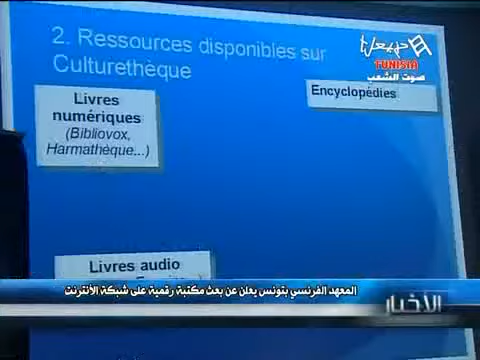 2. Ressources disponibles sur
Culturethèque
TUNISIA
صوت الشعب
Livres
numériques
(Bibliovox,
Harmathèque...)
Encyclopédies
Livres audio
المعهد الفرنسي بتونس يعلن عن بعث مكتبة رقمية على شبكة الأنترنت
الأخبار